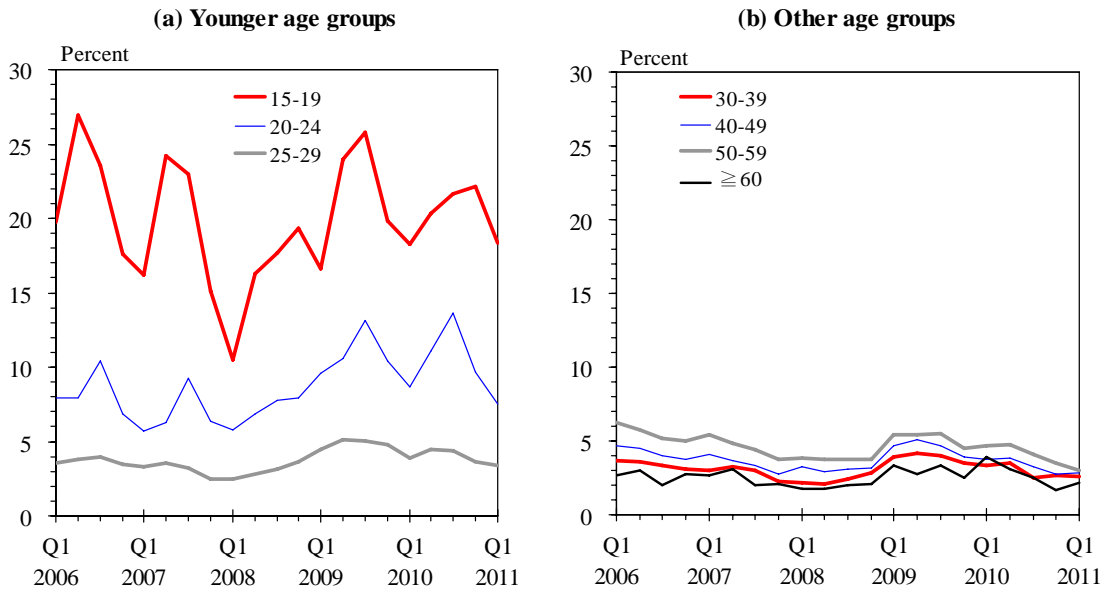 (a) Younger age groups
Percent
30
25
20
15
10
5
0
15-19
20-24
25-29
Q1 Q1 Q1 Q1 Q1 Q1
2006 2007 2008 2009 2010 2011
(b) Other age groups
Percent
30
25
20
15
10
5
0
30-39
40-49
50-59
≧60
Q1 Q1 Q1 Q1 Q1 Q1
2006 2007 2008 2009 2010 2011